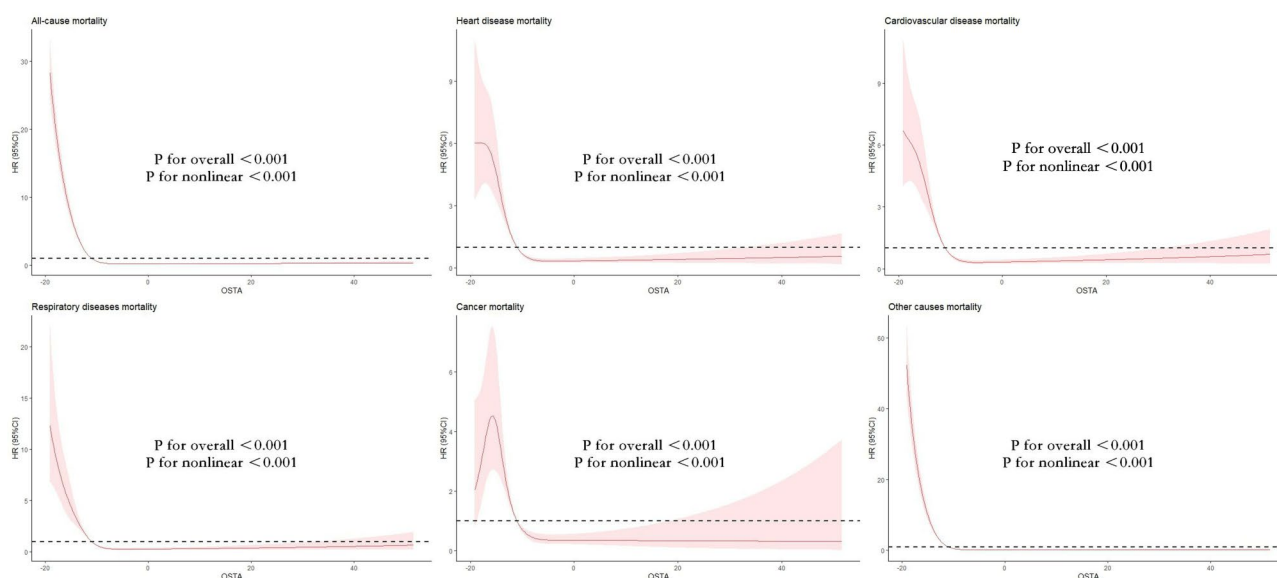 All-cause mortality
HR (95%CI)
30
20
10
0
P for overall <0.001
P for nonlinear <0.001
-20 0 20 40
OSTA
Heart disease mortality
HR (95%CI)
9
6
3
0
P for overall <0.001
P for nonlinear <0.001
-20 0 20 40
OSTA
Cardiovascular disease mortality
HR (95%CI)
9
6
3
0
P for overall <0.001
P for nonlinear <0.001
-20 0 20 40
OSTA
Respiratory diseases mortality
HR (95%CI)
20
15
10
5
0
P for overall <0.001
P for nonlinear <0.001
-20 0 20 40
OSTA
Cancer mortality
HR (95%CI)
6
4
2
0
P for overall <0.001
P for nonlinear <0.001
-20 0 20 40
OSTA
Other causes mortality
HR (95%CI)
60
40
20
0
P for overall <0.001
P for nonlinear <0.001
-20 0 20 40
OSTA